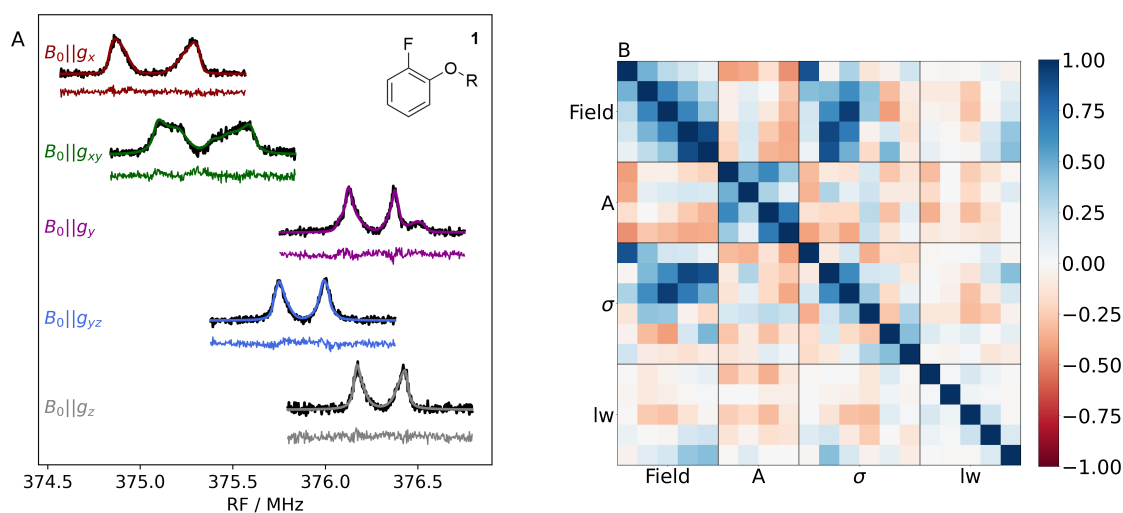 A
B₀||gₓ
F
1
O
R
B₀||gₓᵧ
B₀||gᵧ
B₀||g_yz
B₀||g_z
374.5 375.0 375.5 376.0 376.5
RF / MHz
B
Field
A
σ
lw
Field A σ lw
1.00
0.75
0.50
0.25
0.00
−0.25
−0.50
−0.75
−1.00